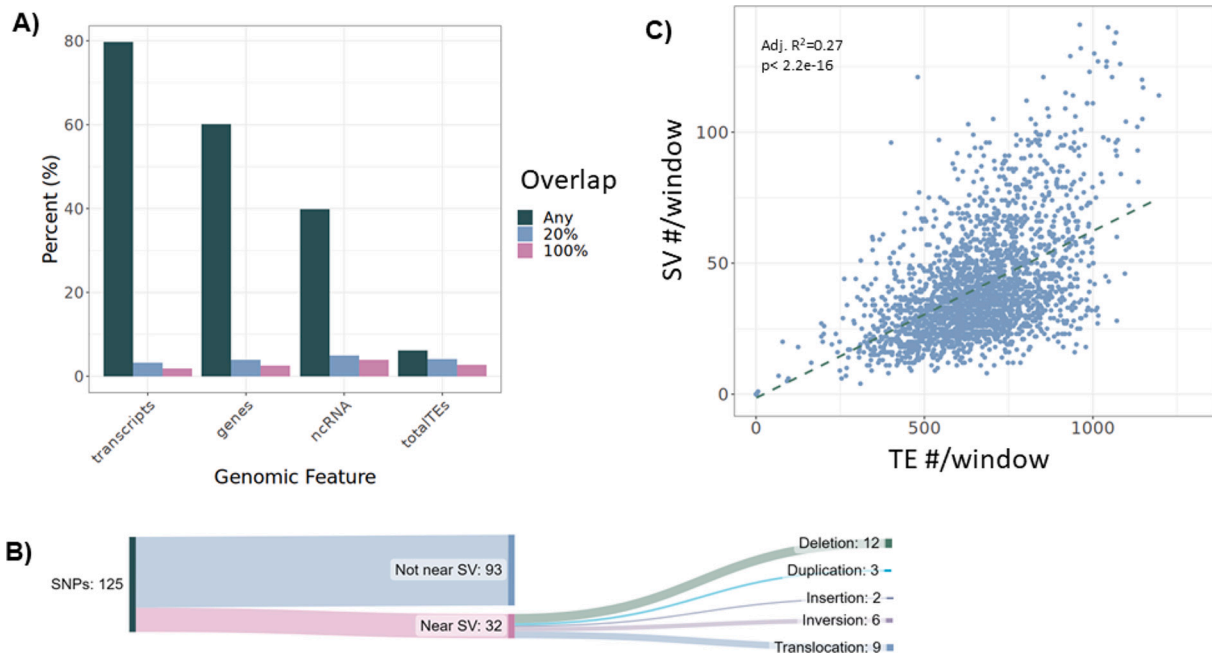 A)
80
60
40
20
0
Percent (%)
transcripts
genes
ncRNA
totalTEs
Genomic Feature
Overlap
Any
20%
100%
C)
Adj. R²=0.27
p< 2.2e-16
SV #/window
100
50
0
0
500
1000
TE #/window
B)
SNPs: 125
Not near SV: 93
Near SV: 32
Deletion: 12
Duplication: 3
Insertion: 2
Inversion: 6
Translocation: 9